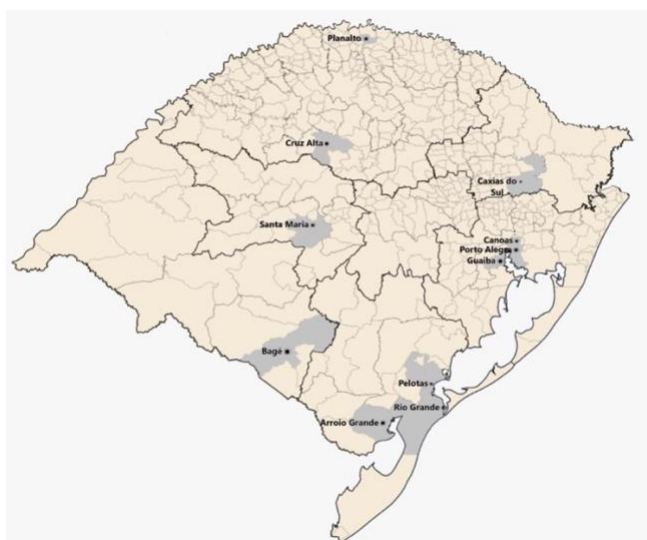 Planalto
Cruz Alta
Caxias do
Sul
Santa Maria
Canoas
Porto Alegre
Guaíba
Bagé
Pelotas
Rio Grande
Arroio Grande